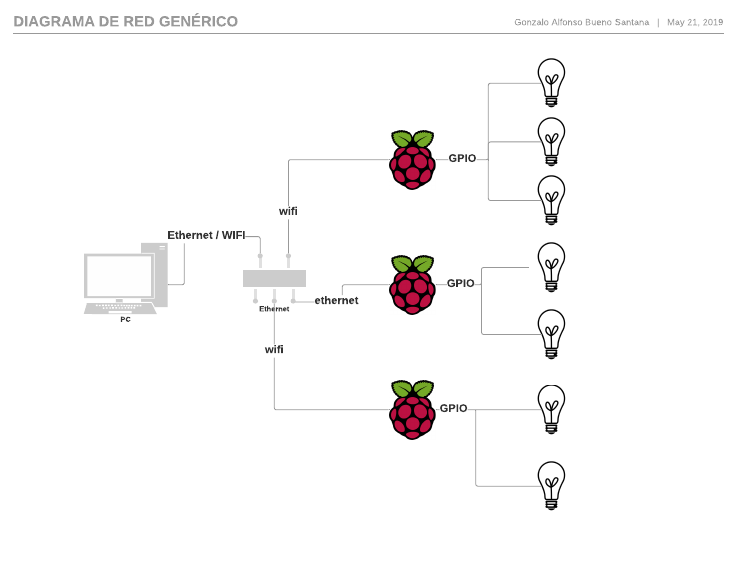 DIAGRAMA DE RED GENÉRICO
Gonzalo Alfonso Bueno Santana | May 21, 2019
GPIO
wifi
Ethernet / WIFI
GPIO
ethernet
Ethernet
PC
wifi
GPIO